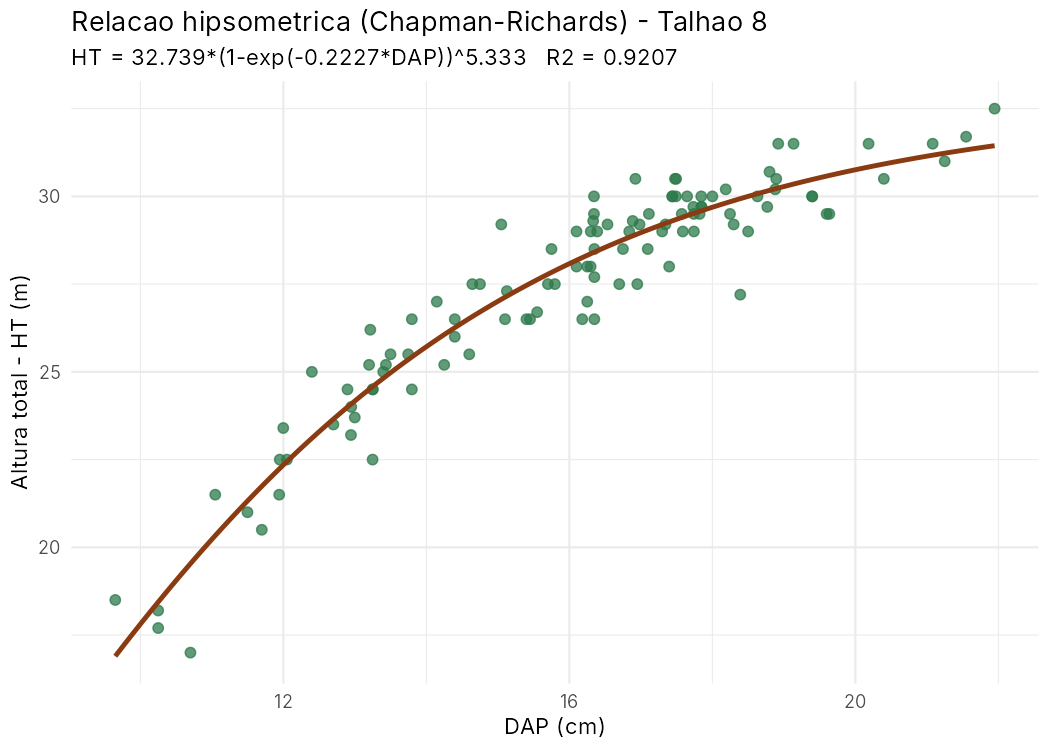 Relacao hipsometrica (Chapman-Richards) - Talhao 8
HT = 32.739*(1-exp(-0.2227*DAP))^5.333   R2 = 0.9207
Altura total - HT (m)
30
25
20
12
16
20
DAP (cm)